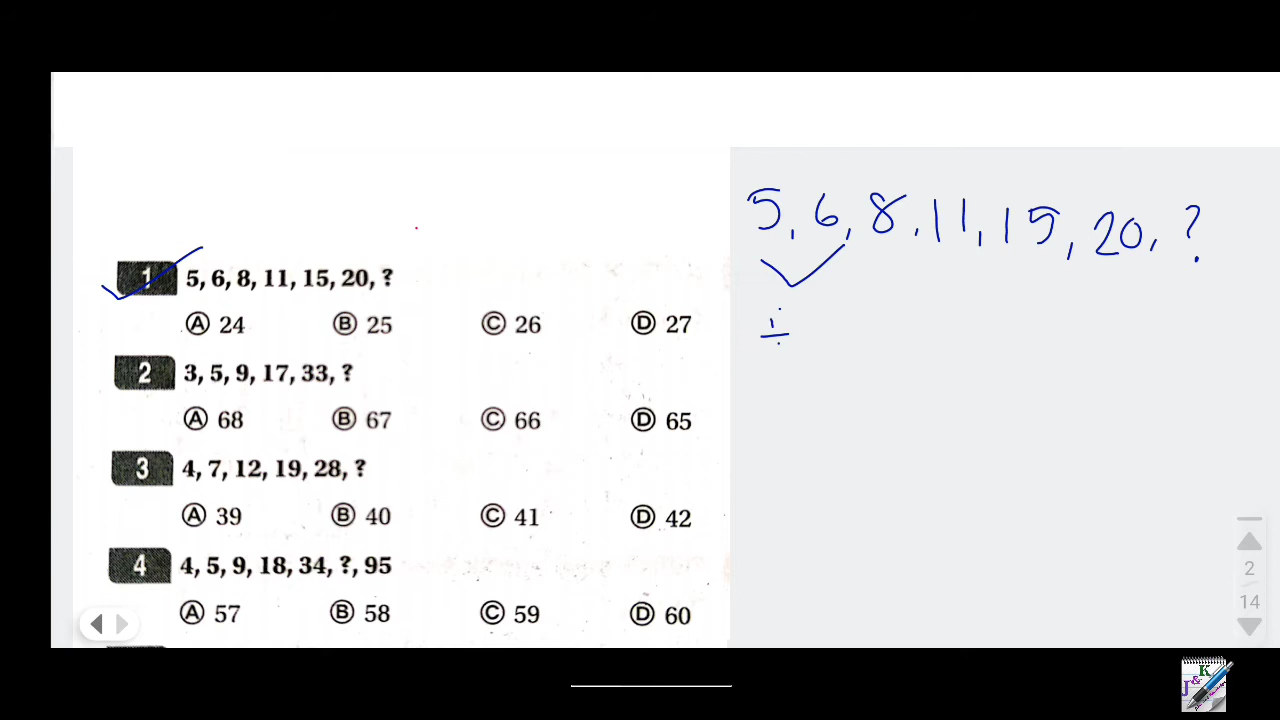 1 5, 6, 8, 11, 15, 20, ?
Ⓐ 24 Ⓑ 25 Ⓒ 26 Ⓓ 27
2 3, 5, 9, 17, 33, ?
Ⓐ 68 Ⓑ 67 Ⓒ 66 Ⓓ 65
3 4, 7, 12, 19, 28, ?
Ⓐ 39 Ⓑ 40 Ⓒ 41 Ⓓ 42
4 4, 5, 9, 18, 34, ?, 95
Ⓐ 57 Ⓑ 58 Ⓒ 59 Ⓓ 60
5, 6, 8, 11, 15, 20, ?
÷
2
14
J & K